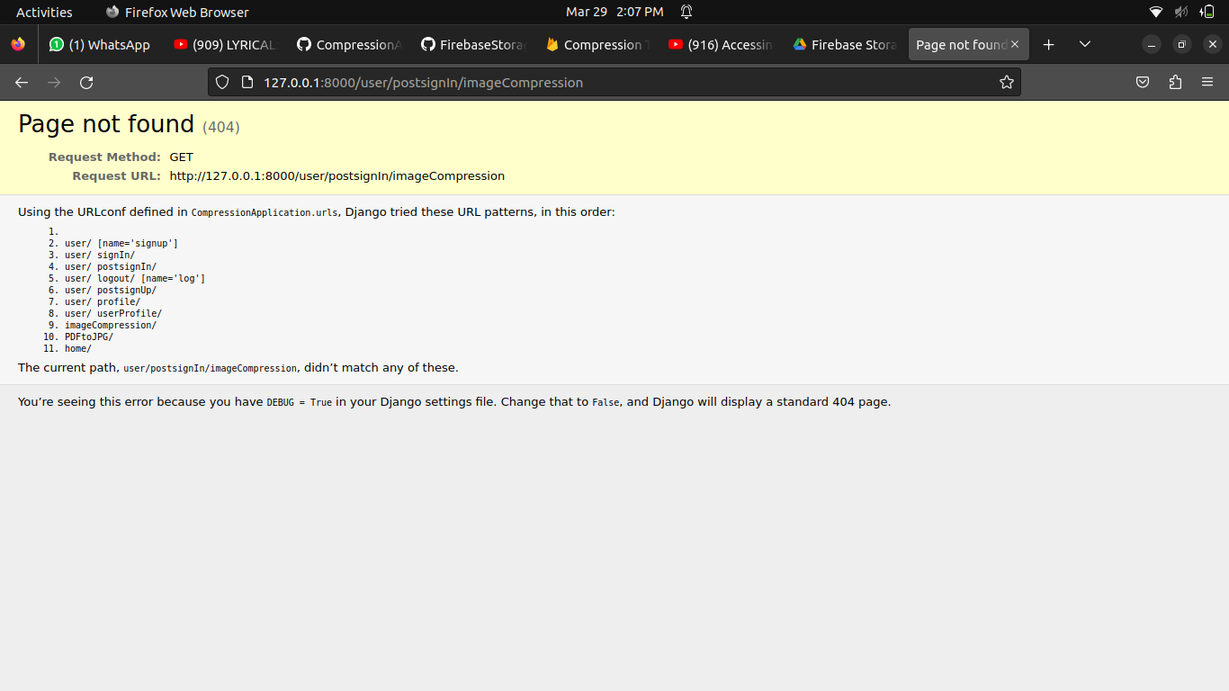 Activities Firefox Web Browser Mar 29 2:07 PM
(1) WhatsApp (909) LYRICAL CompressionA FirebaseStora Compression T (916) Accessin Firebase Stora Page not found
127.0.0.1:8000/user/postsignIn/imageCompression
Page not found (404)
Request Method: GET
Request URL: http://127.0.0.1:8000/user/postsignIn/imageCompression
Using the URLconf defined in CompressionApplication.urls, Django tried these URL patterns, in this order:
1.
2. user/ [name='signup']
3. user/ signIn/
4. user/ postsignIn/
5. user/ logout/ [name='log']
6. user/ postsignUp/
7. user/ profile/
8. user/ userProfile/
9. imageCompression/
10. PDFtoJPG/
11. home/
The current path, user/postsignIn/imageCompression, didn’t match any of these.
You’re seeing this error because you have DEBUG = True in your Django settings file. Change that to False, and Django will display a standard 404 page.